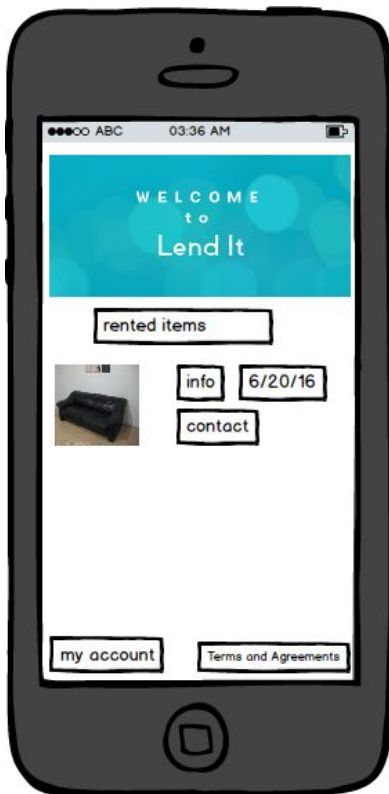 ABC 03:36 AM
WELCOME
to
Lend It
rented items
info 6/20/16
contact
my account Terms and Agreements